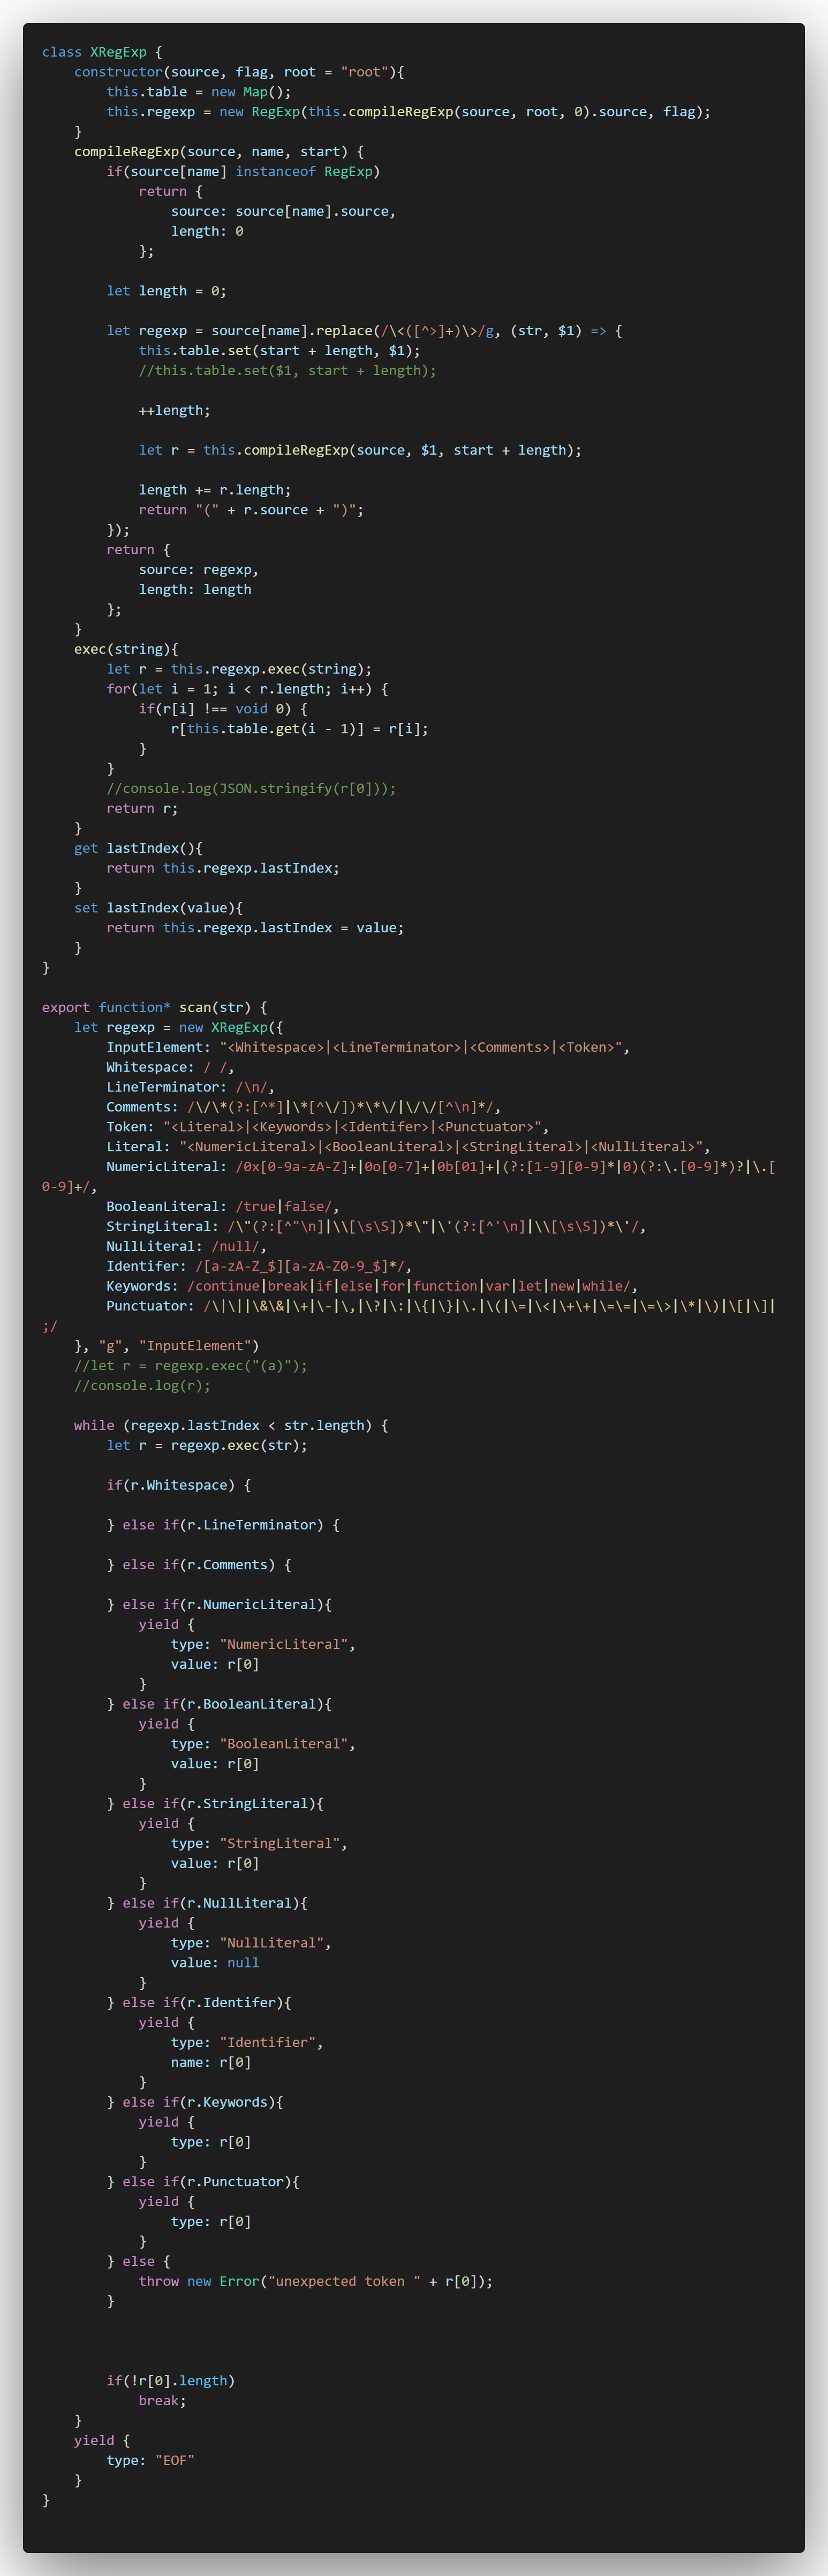 class XRegExp {
    constructor(source, flag, root = "root"){
        this.table = new Map();
        this.regexp = new RegExp(this.compileRegExp(source, root, 0).source, flag);
    }
    compileRegExp(source, name, start) {
        if(source[name] instanceof RegExp)
            return {
                source: source[name].source,
                length: 0
            };

        let length = 0;

        let regexp = source[name].replace(/\<([^>]+)\>/g, (str, $1) => {
            this.table.set(start + length, $1);
            //this.table.set($1, start + length);

            ++length;

            let r = this.compileRegExp(source, $1, start + length);

            length += r.length;
            return "(" + r.source + ")";
        });
        return {
            source: regexp,
            length: length
        };
    }
    exec(string){
        let r = this.regexp.exec(string);
        for(let i = 1; i < r.length; i++) {
            if(r[i] !== void 0) {
                r[this.table.get(i - 1)] = r[i];
            }
        }
        //console.log(JSON.stringify(r[0]));
        return r;
    }
    get lastIndex(){
        return this.regexp.lastIndex;
    }
    set lastIndex(value){
        return this.regexp.lastIndex = value;
    }
}

export function* scan(str) {
    let regexp = new XRegExp({
        InputElement: "<Whitespace>|<LineTerminator>|<Comments>|<Token>",
        Whitespace: / /,
        LineTerminator: /\n/,
        Comments: /\/\*(?:[^*]|\*[^\/])*\*\/|\/\/[^\n]*/,
        Token: "<Literal>|<Keywords>|<Identifer>|<Punctuator>",
        Literal: "<NumericLiteral>|<BooleanLiteral>|<StringLiteral>|<NullLiteral>",
        NumericLiteral: /0x[0-9a-zA-Z]+|0o[0-7]+|0b[01]+|(?:[1-9][0-9]*|0)(?:\.[0-9]*)?|\.[
0-9]+/,
        BooleanLiteral: /true|false/,
        StringLiteral: /\"(?:[^"\n]|\\[\s\S])*\"|\'(?:[^'\n]|\\[\s\S])*\'/,
        NullLiteral: /null/,
        Identifer: /[a-zA-Z_$][a-zA-Z0-9_$]*/,
        Keywords: /continue|break|if|else|for|function|var|let|new|while/,
        Punctuator: /\|\||\&\&|\+|\-|\,|\?|\:|\{|\}|\.|\(|\=|\<|\+\+|\=\=|\=\>|\*|\)|\[|\]|
;/
    }, "g", "InputElement")
    //let r = regexp.exec("(a)");
    //console.log(r);

    while (regexp.lastIndex < str.length) {
        let r = regexp.exec(str);

        if(r.Whitespace) {

        } else if(r.LineTerminator) {

        } else if(r.Comments) {

        } else if(r.NumericLiteral){
            yield {
                type: "NumericLiteral",
                value: r[0]
            }
        } else if(r.BooleanLiteral){
            yield {
                type: "BooleanLiteral",
                value: r[0]
            }
        } else if(r.StringLiteral){
            yield {
                type: "StringLiteral",
                value: r[0]
            }
        } else if(r.NullLiteral){
            yield {
                type: "NullLiteral",
                value: null
            }
        } else if(r.Identifer){
            yield {
                type: "Identifier",
                name: r[0]
            }
        } else if(r.Keywords){
            yield {
                type: r[0]
            }
        } else if(r.Punctuator){
            yield {
                type: r[0]
            }
        } else {
            throw new Error("unexpected token " + r[0]);
        }

        if(!r[0].length)
            break;
    }
    yield {
        type: "EOF"
    }
}